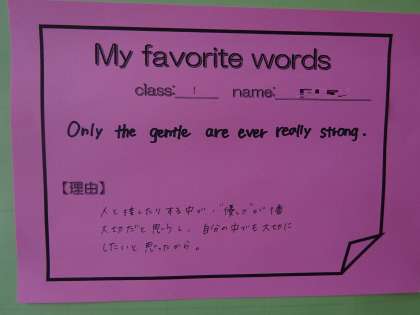 My favorite words
class: 1 name:
Only the gentle are ever really strong.
【理由】
人と接したりする中が、"優しさ"が1番
大切だと思うし、自分の中でも大切に
したいと思ったから。